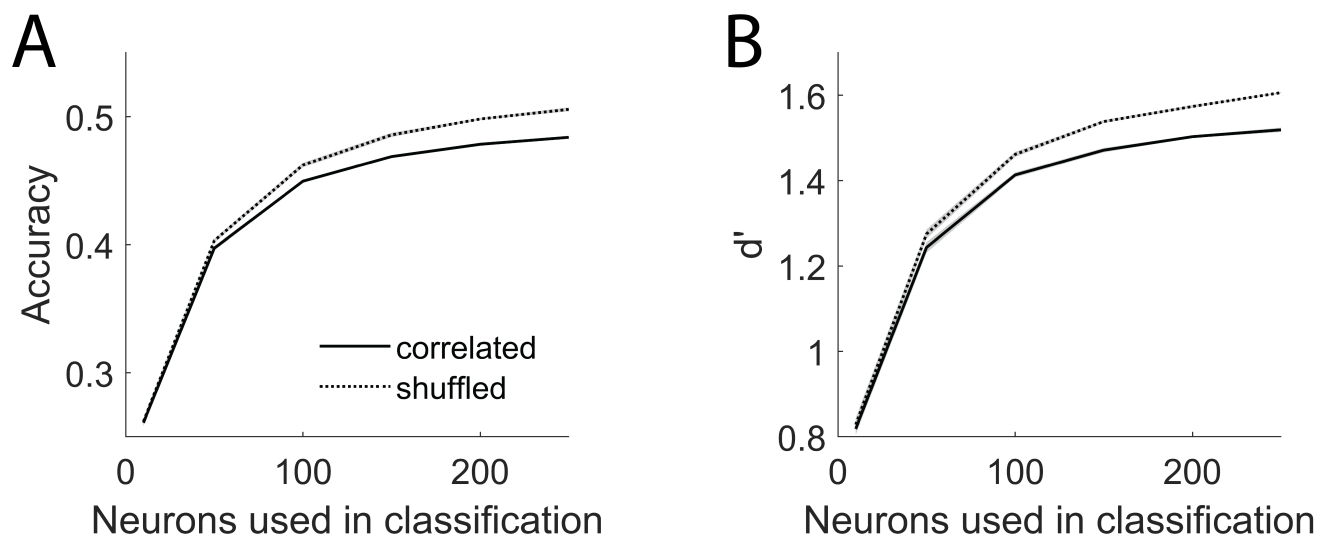 A
Accuracy
0.5
0.4
0.3
correlated
shuffled
0
100
200
Neurons used in classification
B
d'
1.6
1.4
1.2
1
0.8
0
100
200
Neurons used in classification